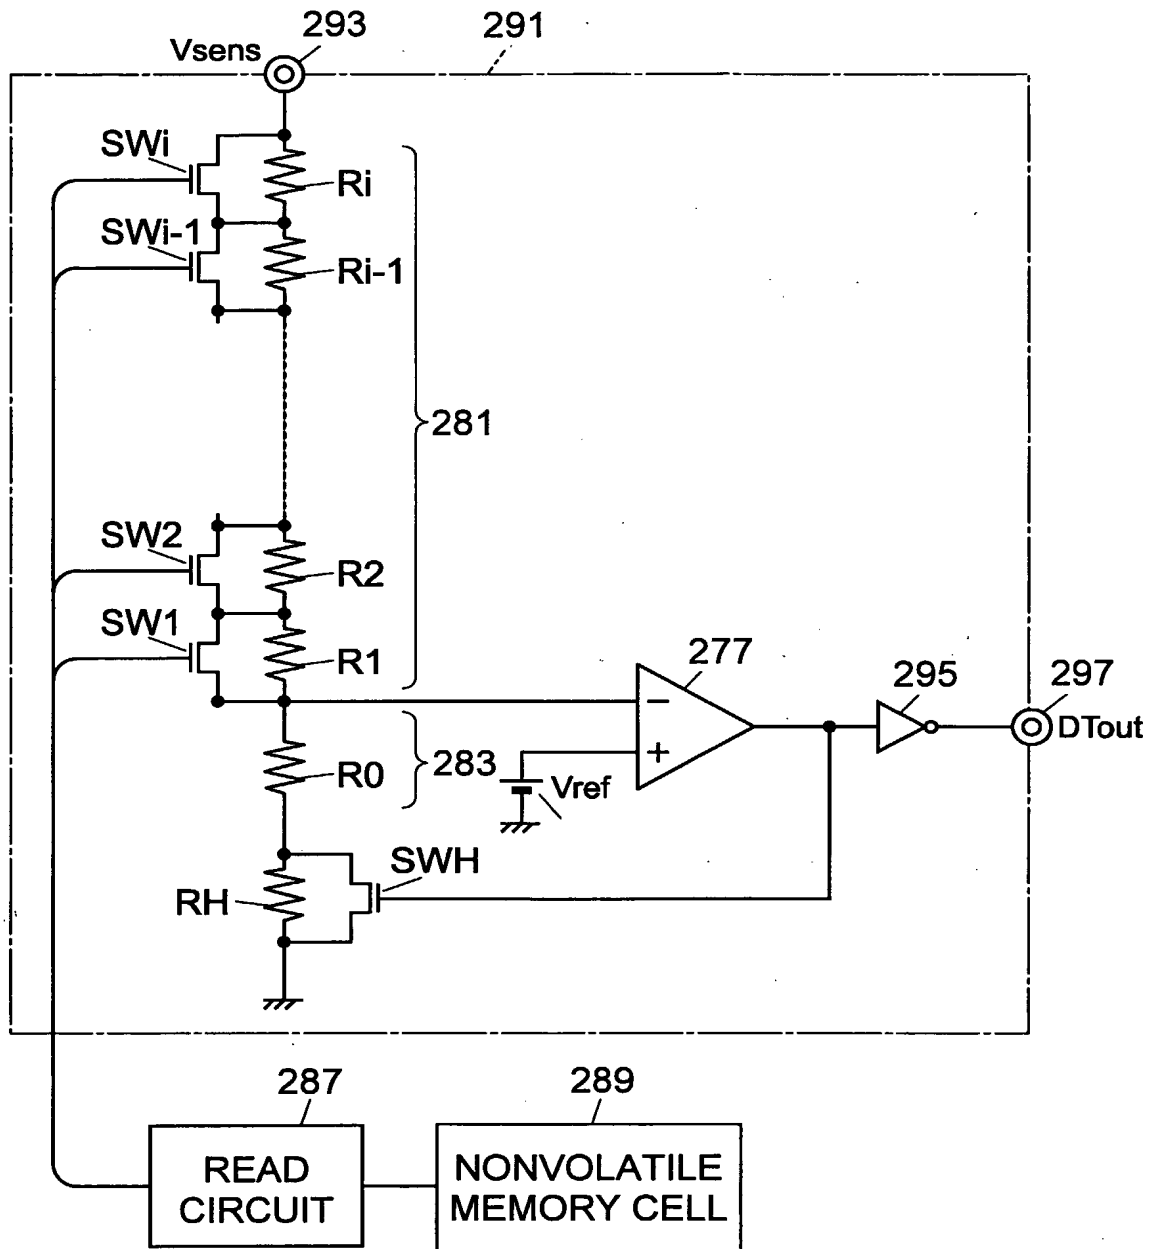 293
291
Vsens
SWi
Ri
SWi-1
Ri-1
281
SW2
R2
SW1
R1
277
295
297
−
DTout
+
283
R0
Vref
SWH
RH
287
289
READ
CIRCUIT
NONVOLATILE
MEMORY CELL